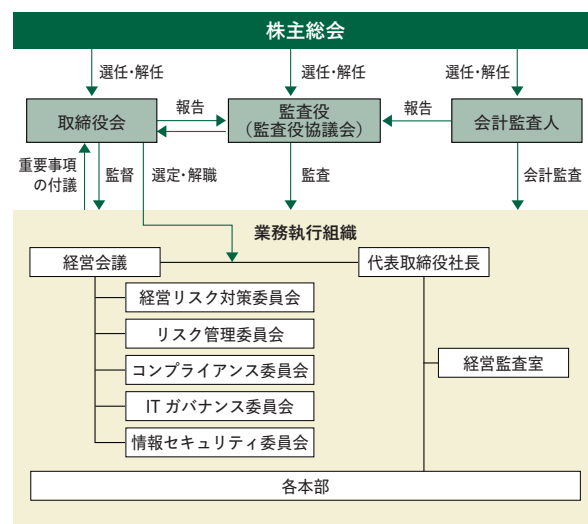 株主総会
選任・解任
選任・解任
選任・解任
取締役会
報告
監査役
(監査役協議会)
報告
会計監査人
重要事項
の付議
監督
選定・解職
監査
会計監査
業務執行組織
経営会議
代表取締役社長
経営リスク対策委員会
リスク管理委員会
コンプライアンス委員会
IT ガバナンス委員会
情報セキュリティ委員会
経営監査室
各本部